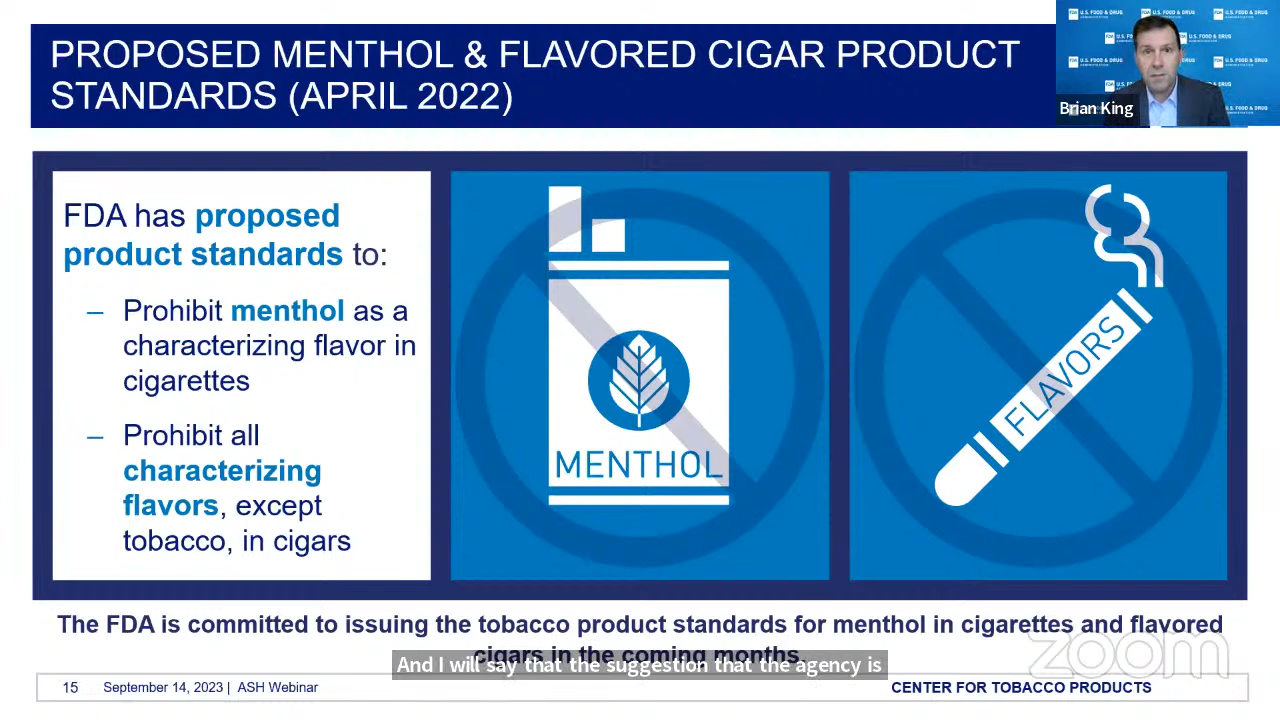 PROPOSED MENTHOL & FLAVORED CIGAR PRODUCT
STANDARDS (APRIL 2022)
U.S. FOOD & DRUG
ADMINISTRATION
Brian King
FDA has proposed
product standards to:
– Prohibit menthol as a
characterizing flavor in
cigarettes
– Prohibit all
characterizing
flavors, except
tobacco, in cigars
MENTHOL
FLAVORS
The FDA is committed to issuing the tobacco product standards for menthol in cigarettes and flavored
cigars in the coming months.
And I will say that the suggestion that the agency is
zoom
15 September 14, 2023 | ASH Webinar
CENTER FOR TOBACCO PRODUCTS